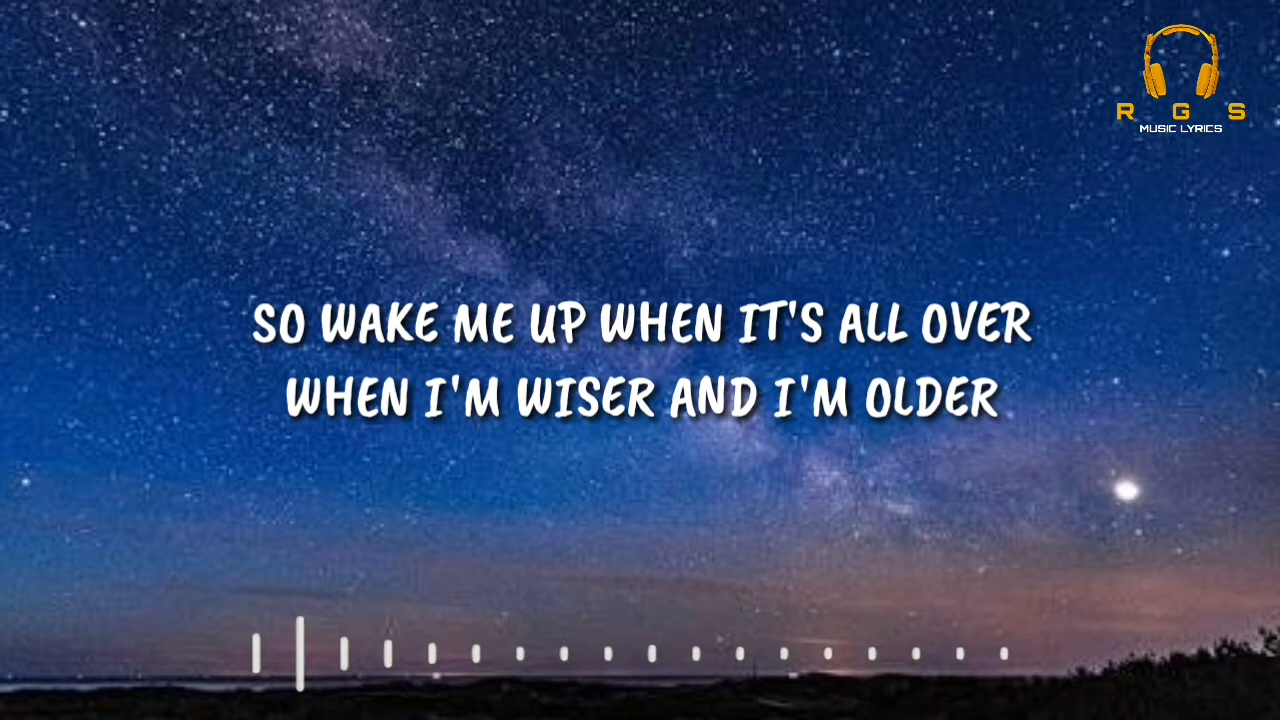 R G S
MUSIC LYRICS
SO WAKE ME UP WHEN IT'S ALL OVER
WHEN I'M WISER AND I'M OLDER